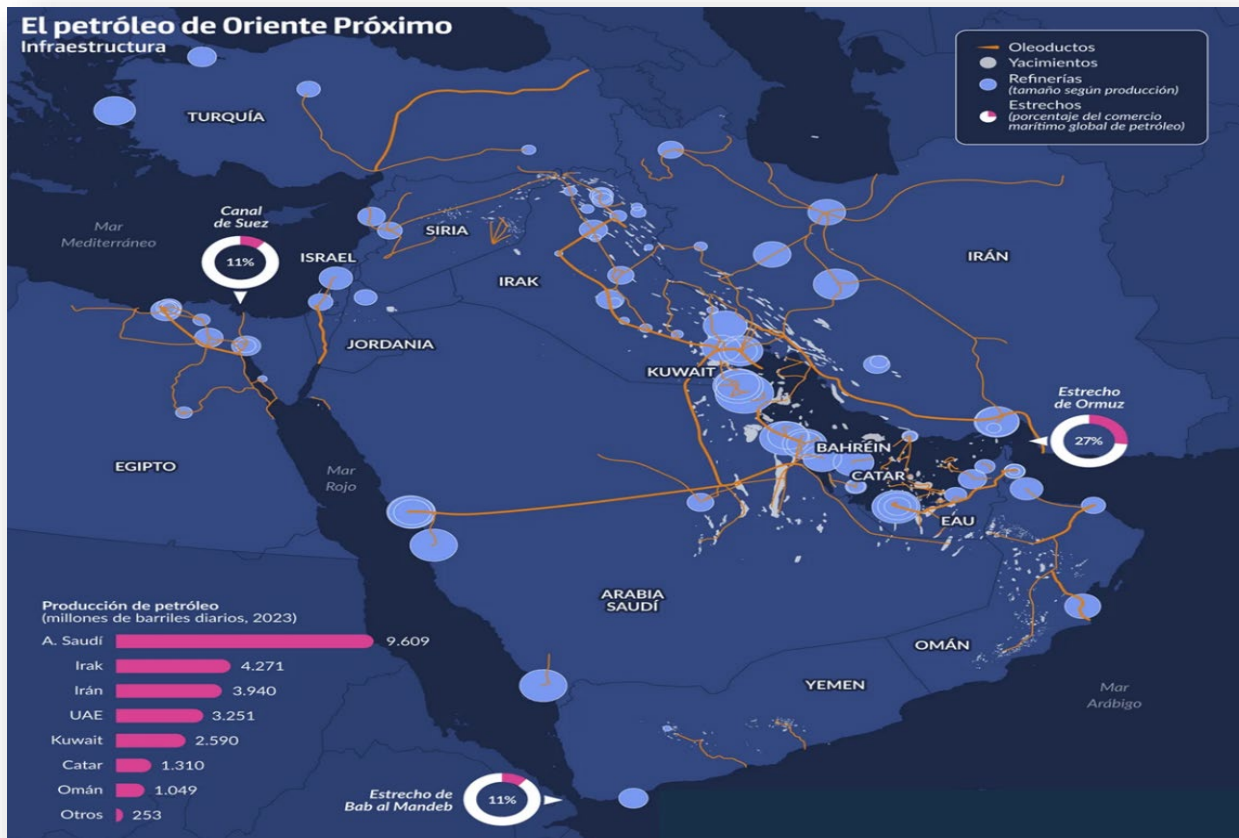 El petróleo de Oriente Próximo
Infraestructura
Oleoductos
Yacimientos
Refinerías
(tamaño según producción)
Estrechos
(porcentaje del comercio
marítimo global de petróleo)
TURQUÍA
Mar
Mediterráneo
Canal
de Suez
11%
SIRIA
ISRAEL
IRAK
IRÁN
JORDANIA
KUWAIT
Estrecho
de Ormuz
27%
BAHRÉIN
CATAR
EAU
EGIPTO
Mar
Rojo
ARABIA
SAUDÍ
OMÁN
YEMEN
Mar
Arábigo
Estrecho de
Bab al Mandeb
11%
Producción de petróleo
(millones de barriles diarios, 2023)
A. Saudí 9.609
Irak 4.271
Irán 3.940
UAE 3.251
Kuwait 2.590
Catar 1.310
Omán 1.049
Otros 253